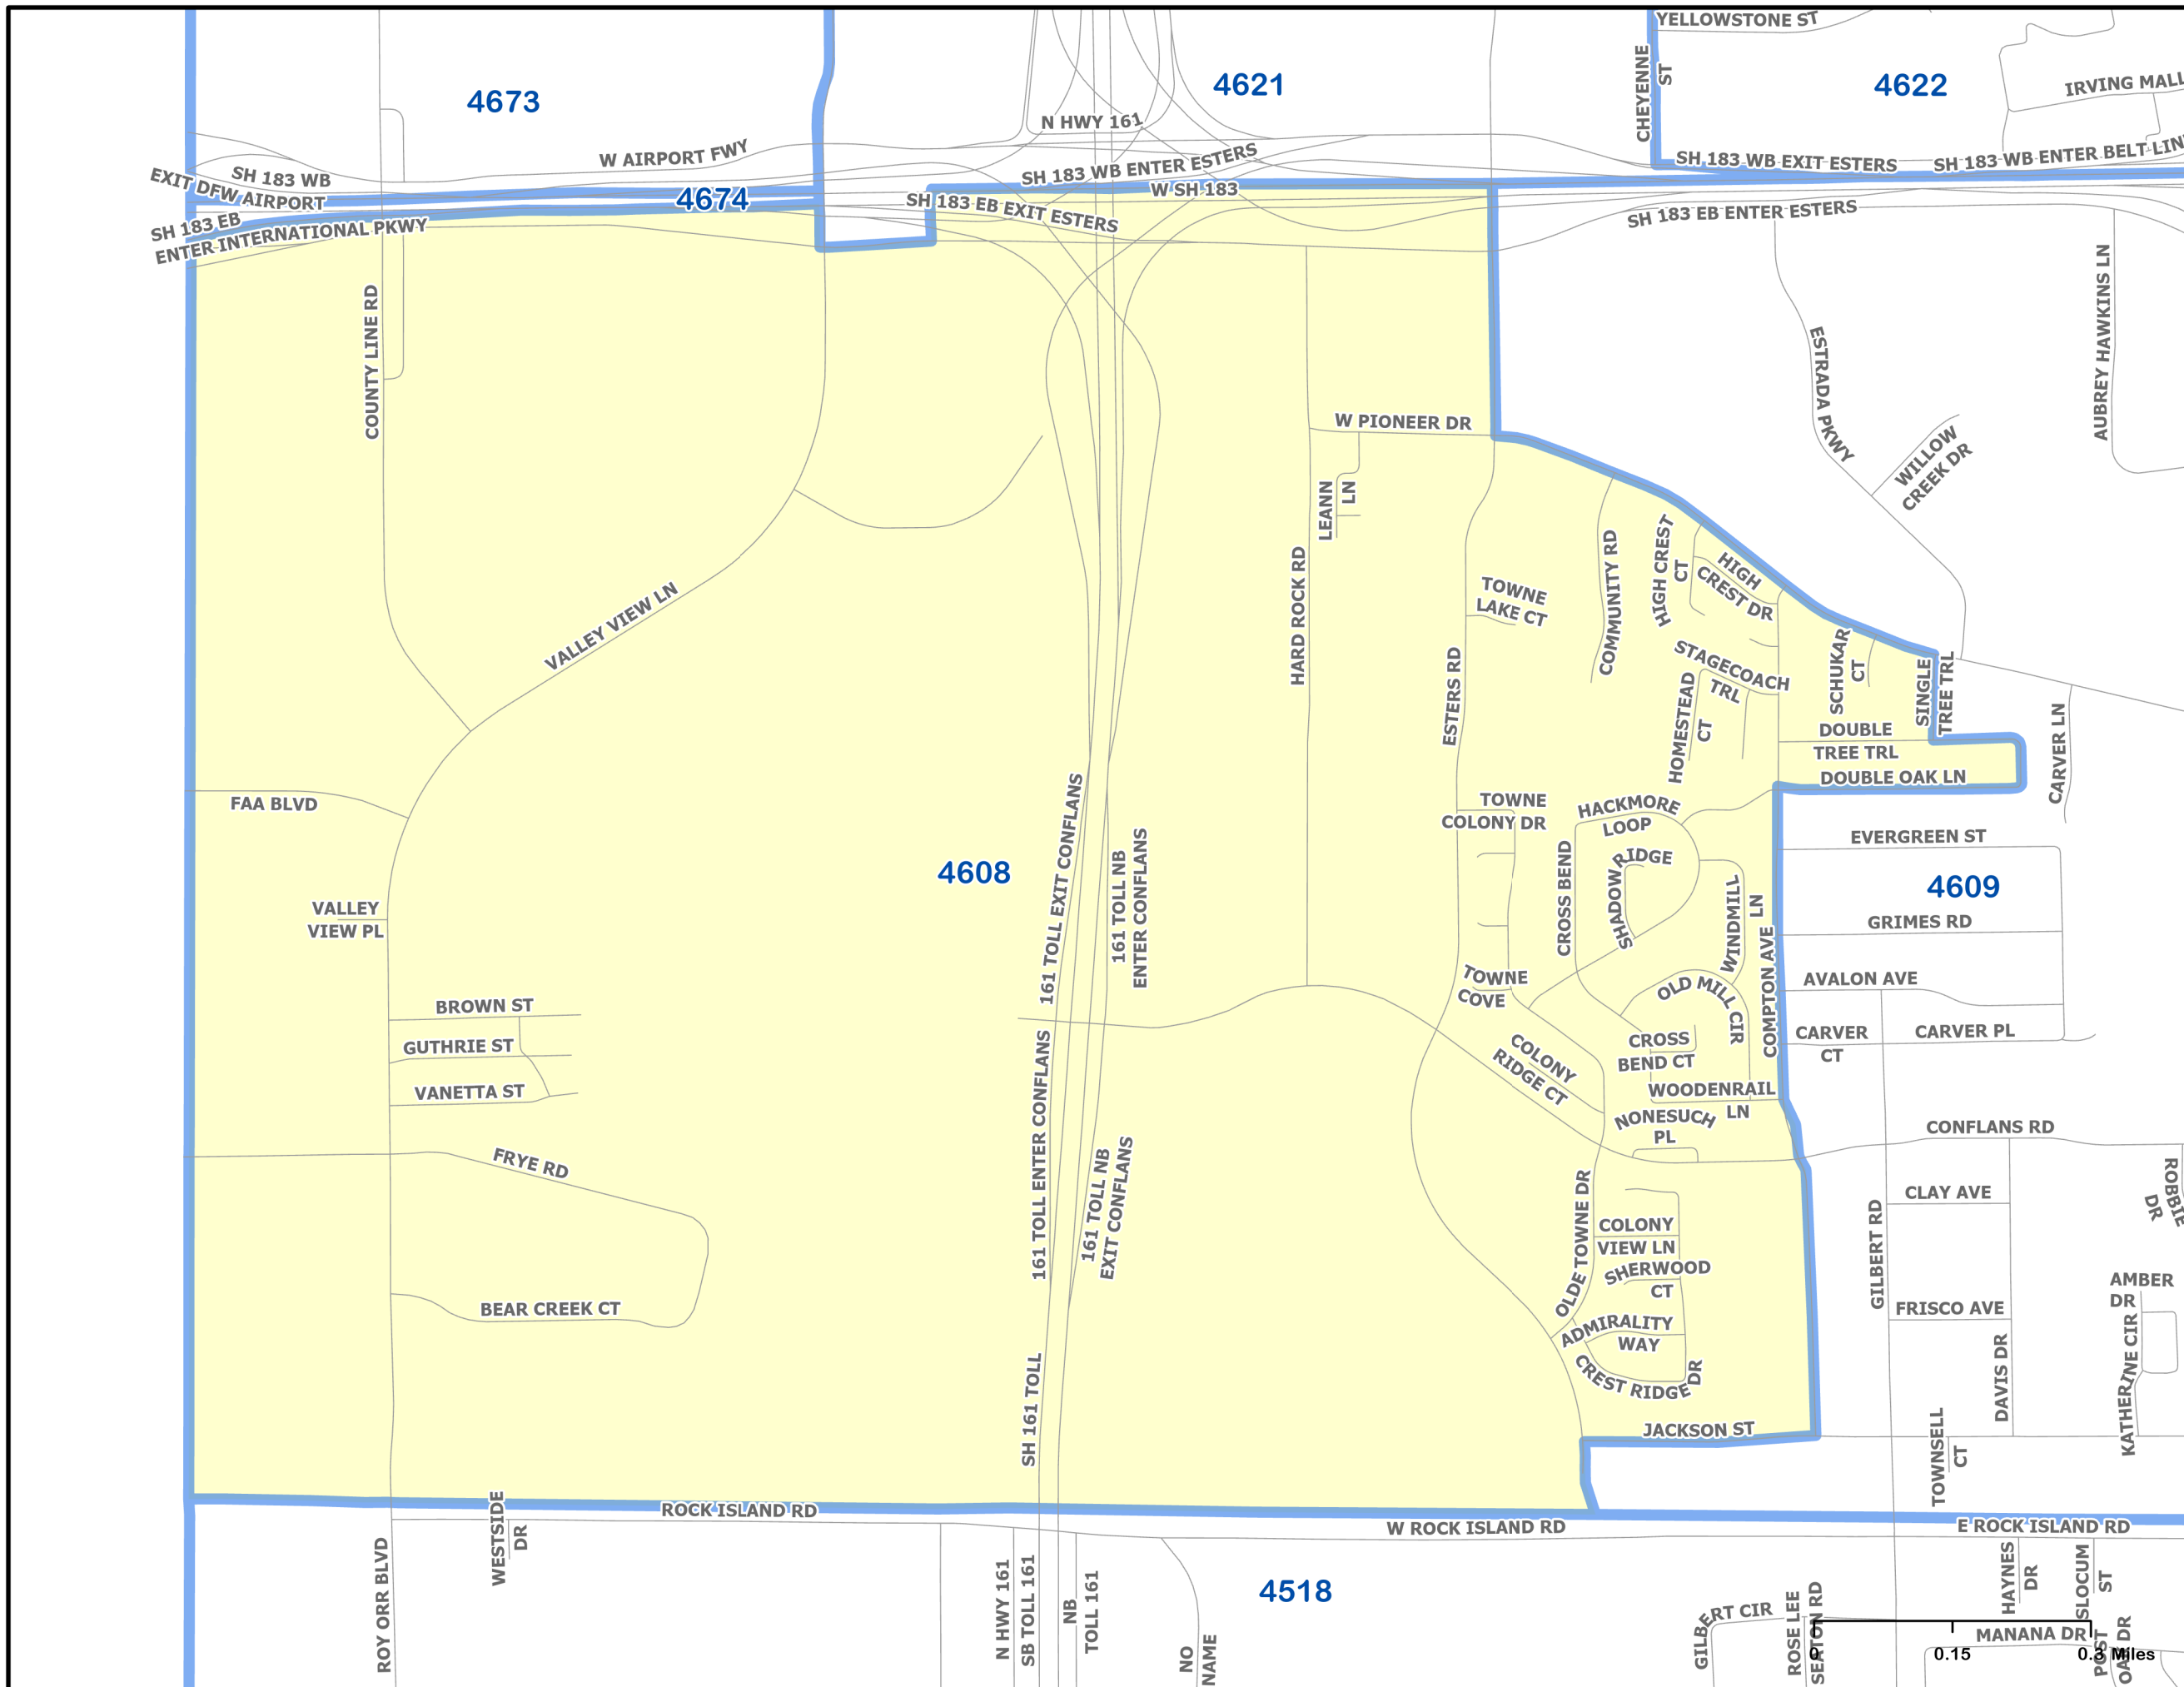 YELLOWSTONE ST
CHEYENNE
ST
4673
4621
4622
IRVING MALL
N HWY 161
W AIRPORT FWY
SH 183 WB ENTER ESTERS
SH 183 WB EXIT ESTERS
SH 183 WB ENTER BELT LINE
SH 183 WB
EXIT DFW AIRPORT
4674
W SH 183
SH 183 EB EXIT ESTERS
SH 183 EB ENTER ESTERS
SH 183 EB
ENTER INTERNATIONAL PKWY
COUNTY LINE RD
AUBREY HAWKINS LN
ESTRADA PKWY
WILLOW
CREEK DR
W PIONEER DR
LEANN
LN
HARD ROCK RD
COMMUNITY RD
HIGH CREST
CT
HIGH
CREST DR
TOWNE
LAKE CT
VALLEY VIEW LN
ESTERS RD
STAGECOACH
TRL
HOMESTEAD
CT
SCHUKAR
CT
SINGLE
TREE TRL
DOUBLE
TREE TRL
DOUBLE OAK LN
CARVER LN
FAA BLVD
TOWNE
COLONY DR
HACKMORE
LOOP
EVERGREEN ST
4608
4609
161 TOLL EXIT CONFLANS
161 TOLL NB
ENTER CONFLANS
CROSS BEND
SHADOW
RIDGE
WINDMILL
LN
COMPTON AVE
GRIMES RD
VALLEY
VIEW PL
TOWNE
COVE
OLD MILL
CIR
AVALON AVE
BROWN ST
GUTHRIE ST
VANETTA ST
COLONY
RIDGE CT
CROSS
BEND CT
CARVER
CT
CARVER PL
WOODENRAIL
LN
NONESUCH
PL
CONFLANS RD
FRYE RD
161 TOLL ENTER CONFLANS
161 TOLL NB
EXIT CONFLANS
OLDE TOWNE DR
COLONY
VIEW LN
SHERWOOD
CT
CLAY AVE
ROBBIE
DR
GILBERT RD
AMBER
DR
BEAR CREEK CT
ADMIRALITY
WAY
CREST RIDGE
DR
FRISCO AVE
DAVIS DR
KATHERINE CIR
SH 161 TOLL
JACKSON ST
TOWNSELL
CT
ROCK ISLAND RD
W ROCK ISLAND RD
E ROCK ISLAND RD
WESTSIDE
DR
ROY ORR BLVD
N HWY 161
SB TOLL 161
NB
TOLL 161
4518
NO
NAME
HAYNES
DR
SLOCUM
ST
GILBERT CIR
ROSE LEE
SEATON RD
MANANA DR
POST
OAK DR
0
0.15
0.3 Miles